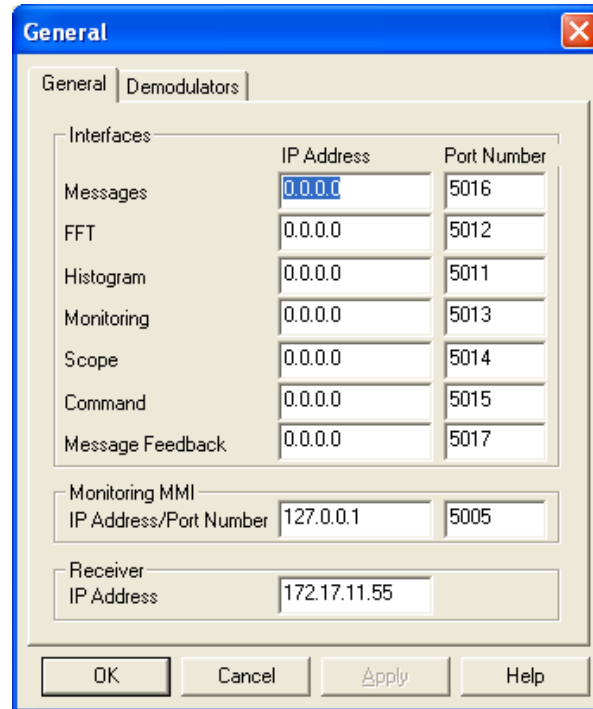 General
General Demodulators
Interfaces
IP Address Port Number
Messages 0.0.0.0 5016
FFT 0.0.0.0 5012
Histogram 0.0.0.0 5011
Monitoring 0.0.0.0 5013
Scope 0.0.0.0 5014
Command 0.0.0.0 5015
Message Feedback 0.0.0.0 5017
Monitoring MMI
IP Address/Port Number 127.0.0.1 5005
Receiver
IP Address 172.17.11.55
OK Cancel Apply Help